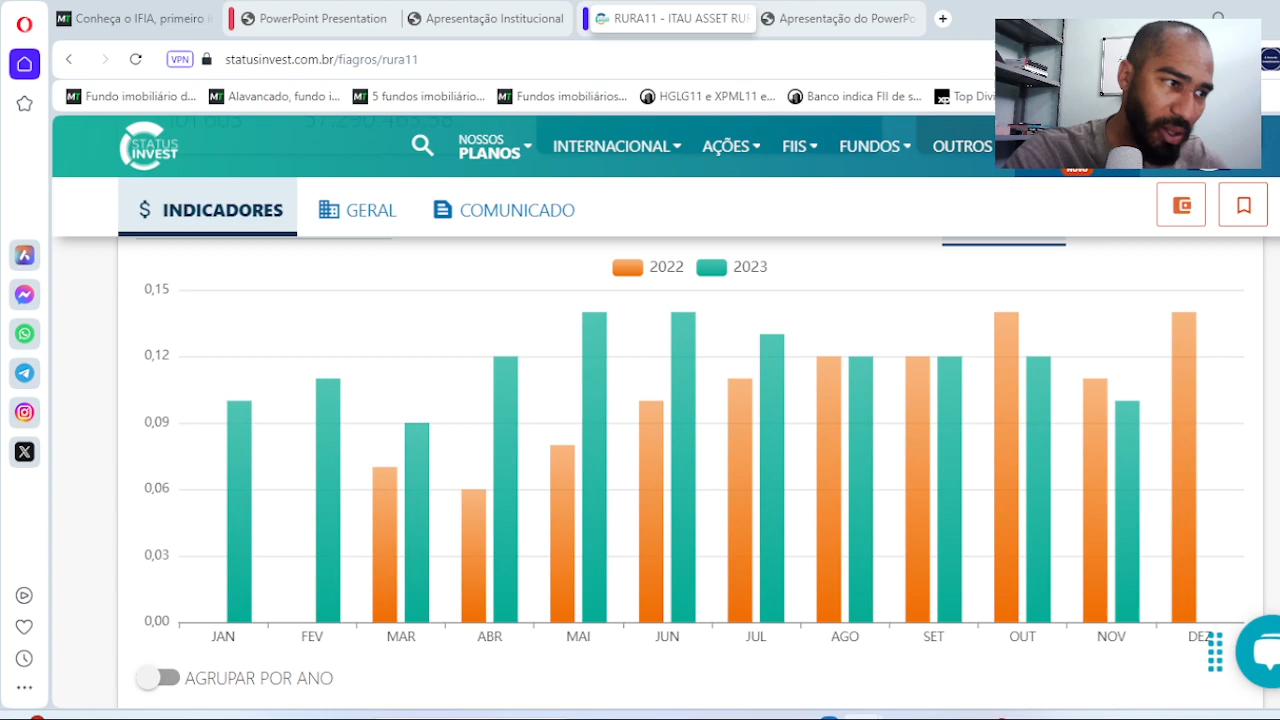 Conheça o IFIA, primeiro
PowerPoint Presentation
Apresentação Institucional
RURA11 - ITAU ASSET RUR
Apresentação do PowerPo
VPN
statusinvest.com.br/fiagros/rura11
Fundo imobiliário d...
Alavancado, ...
5 fundos imobiliário...
Fundos imobiliários...
HGLG11 e XPML11 e...
Banco indica FII de s...
Top Divi
STATUS
INVEST
NOSSOS
PLANOS
INTERNACIONAL
AÇÕES
FIIS
FUNDOS
OUTROS
NOVO
$ INDICADORES
GERAL
COMUNICADO
2022
2023
0,15
0,12
0,09
0,06
0,03
0,00
JAN FEV MAR ABR MAI JUN JUL AGO SET OUT NOV DEZ
AGRUPAR POR ANO